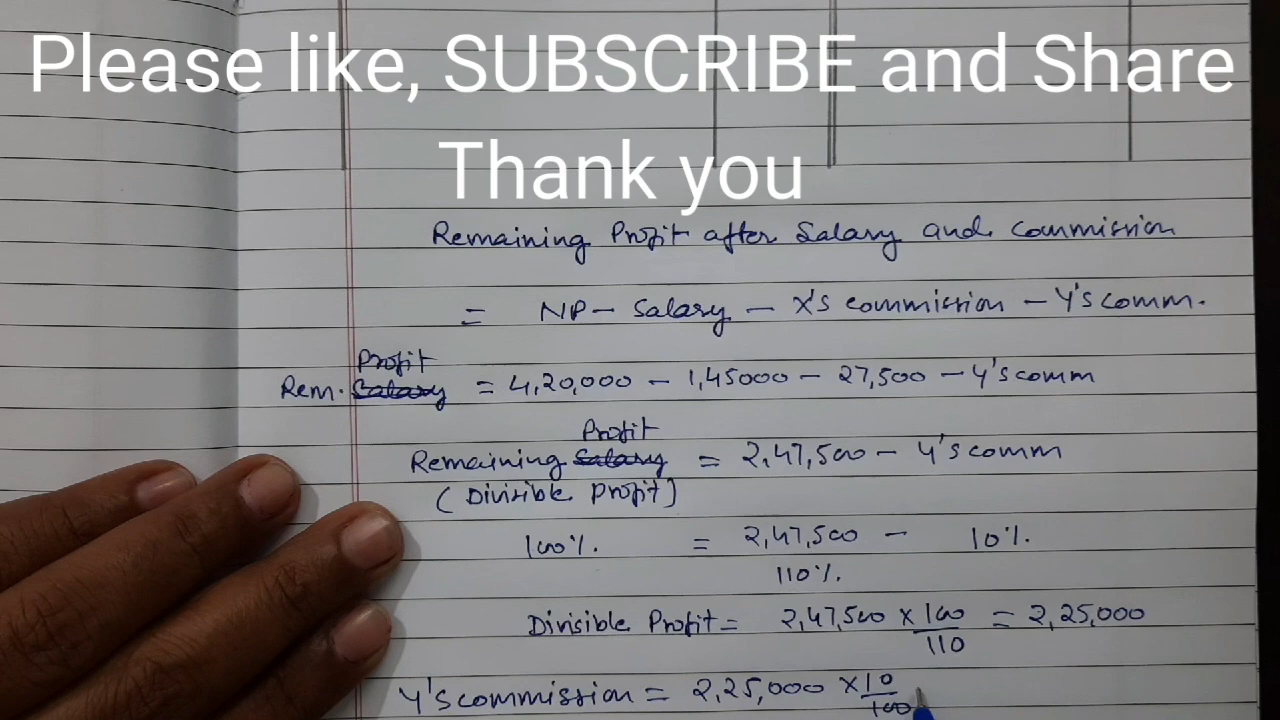 Please like, SUBSCRIBE and Share
Thank you
Remaining Profit after Salary and Commission
= NP - Salary - X's commission - Y's comm.
Profit
Rem. Salary = 4,20,000 - 1,45000 - 27,500 - Y's comm
Profit
Remaining Salary = 2,47,500 - Y's comm
(Divisible Profit)
100%. = 2,47,500 - 10%.
110%.
Divisible Profit = 2,47,500 × 100/110 = 2,25,000
Y's commission = 2,25,000 × 10/100